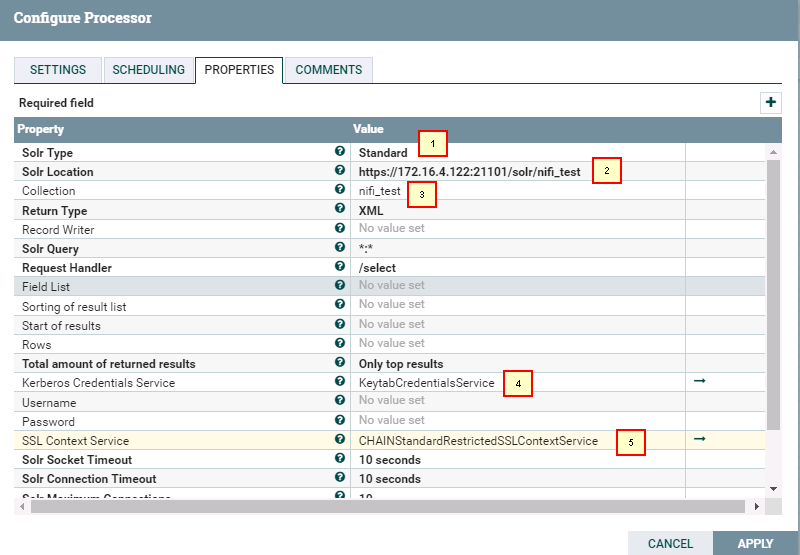 Configure Processor
SETTINGS SCHEDULING PROPERTIES COMMENTS
Required field
Property Value
Solr Type Standard 1
Solr Location https://172.16.4.122:21101/solr/nifi_test 2
Collection nifi_test 3
Return Type XML
Record Writer No value set
Solr Query *:*
Request Handler /select
Field List No value set
Sorting of result list No value set
Start of results No value set
Rows No value set
Total amount of returned results Only top results
Kerberos Credentials Service KeytabCredentialsService 4
Username No value set
Password No value set
SSL Context Service CHAINStandardRestrictedSSLContextService 5
Solr Socket Timeout 10 seconds
Solr Connection Timeout 10 seconds
Solr Maximum Connections 10
CANCEL APPLY